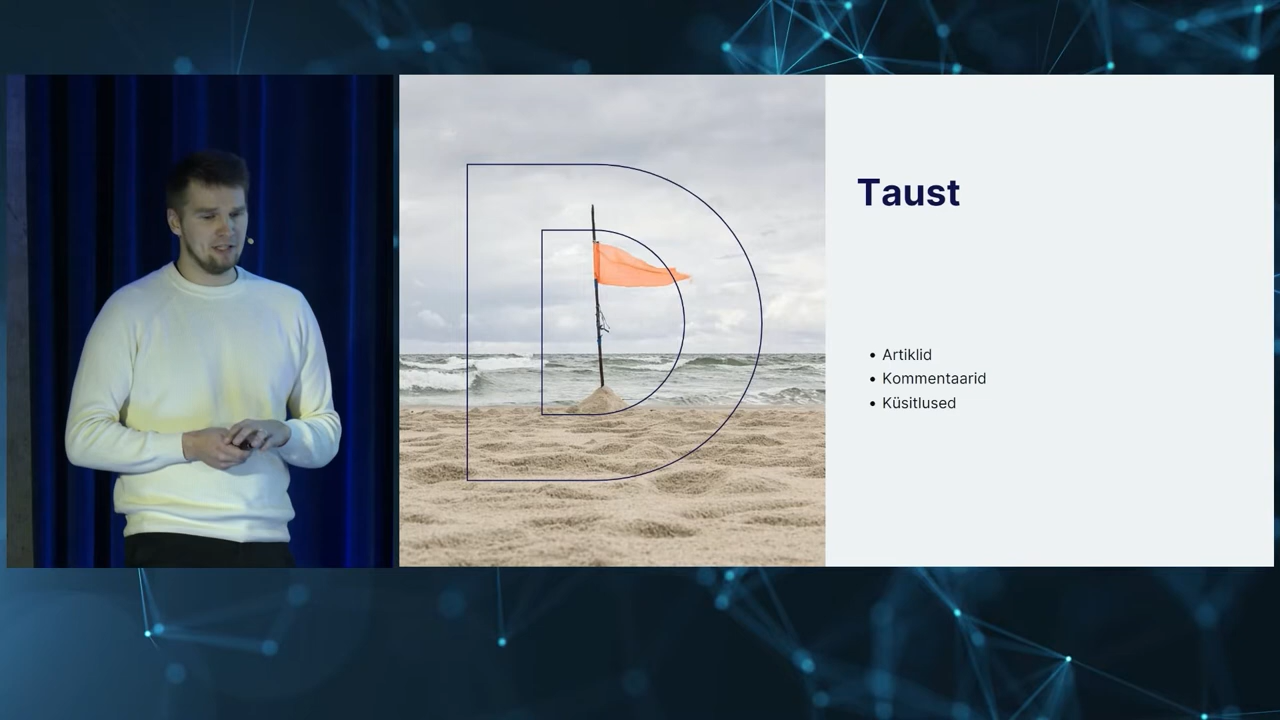 Taust
• Artiklid
• Kommentaarid
• Küsitlused